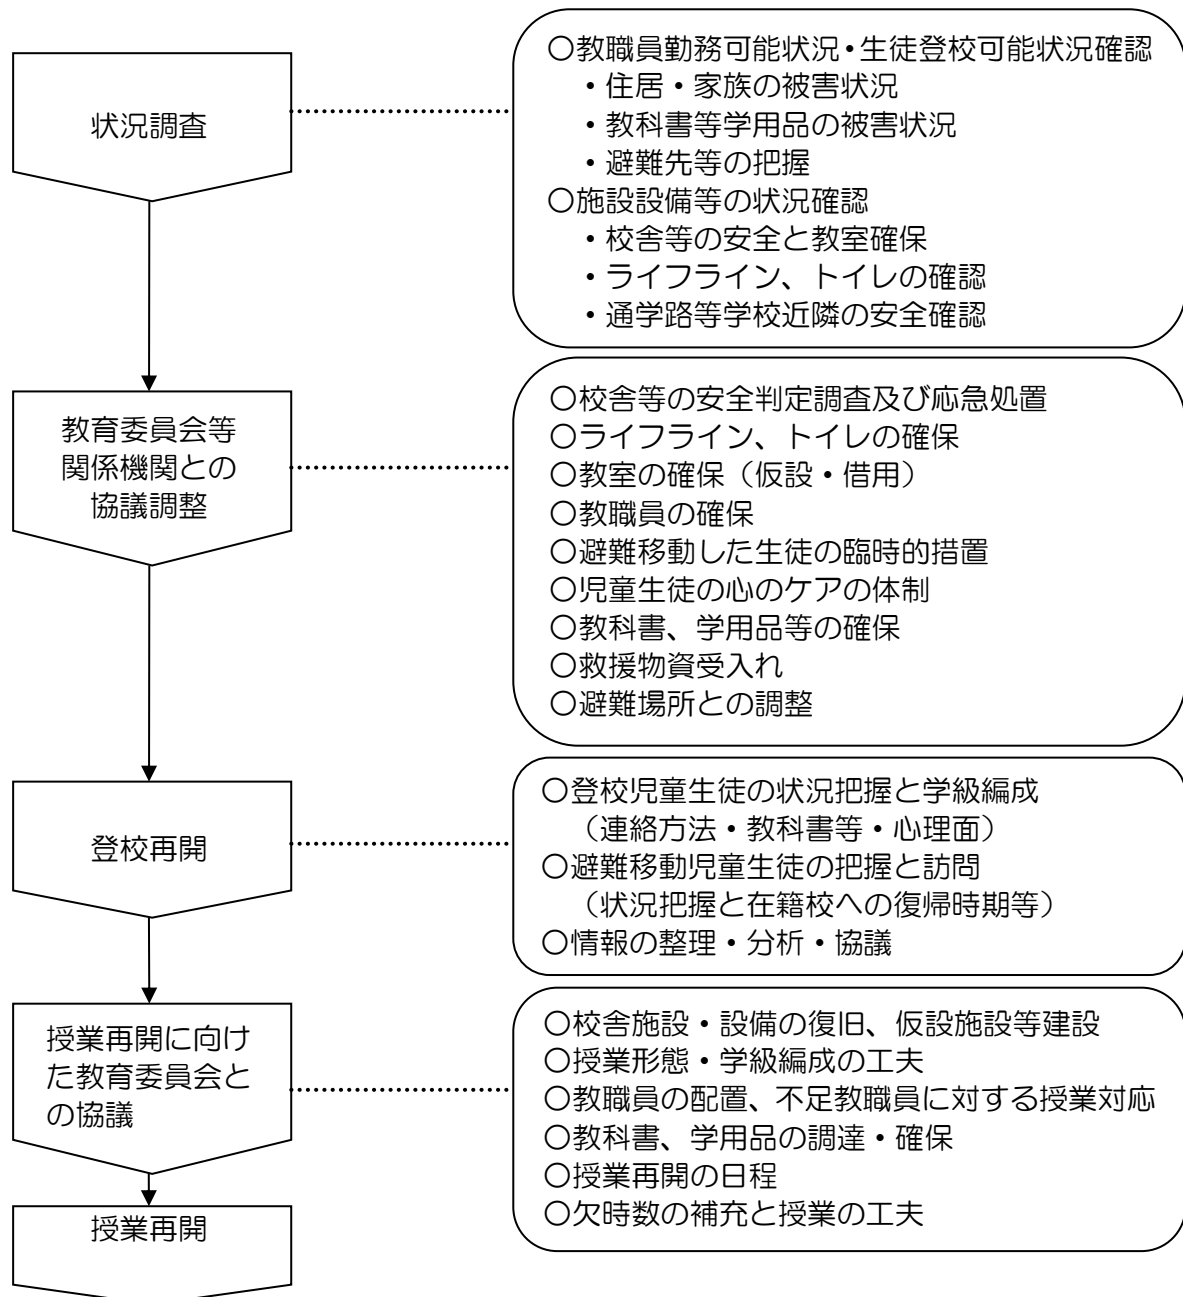 状況調査
○教職員勤務可能状況・生徒登校可能状況確認
・住居・家族の被害状況
・教科書等学用品の被害状況
・避難先等の把握
○施設設備等の状況確認
・校舎等の安全と教室確保
・ライフライン、トイレの確認
・通学路等学校近隣の安全確認
教育委員会等
関係機関との
協議調整
○校舎等の安全判定調査及び応急処置
○ライフライン、トイレの確保
○教室の確保（仮設・借用）
○教職員の確保
○避難移動した生徒の臨時的措置
○児童生徒の心のケアの体制
○教科書、学用品等の確保
○救援物資受入れ
○避難場所との調整
登校再開
○登校児童生徒の状況把握と学級編成
（連絡方法・教科書等・心理面）
○避難移動児童生徒の把握と訪問
（状況把握と在籍校への復帰時期等）
○情報の整理・分析・協議
授業再開に向け
た教育委員会と
の協議
○校舎施設・設備の復旧、仮設施設等建設
○授業形態・学級編成の工夫
○教職員の配置、不足教職員に対する授業対応
○教科書、学用品の調達・確保
○授業再開の日程
○欠時数の補充と授業の工夫
授業再開